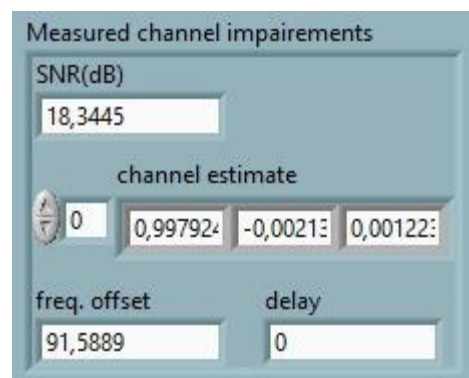 Measured channel impairements
SNR(dB)
18,3445
channel estimate
0 0,997924 -0,00213 0,001223
freq. offset delay
91,5889 0